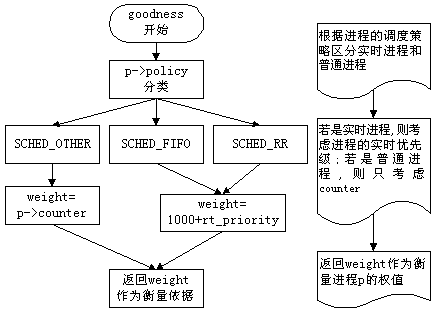 goodness
开始
p->policy
分类
SCHED_OTHER
SCHED_FIFO
SCHED_RR
weight=
p->counter
weight=
1000+rt_priority
返回weight
作为衡量依据
根据进程的调度策
略区分实时进程和
普通进程
若是实时进程,则考
虑进程的实时优先
级;若是普通进
程,则只考虑
counter
返回weight作为衡
量进程p的权值